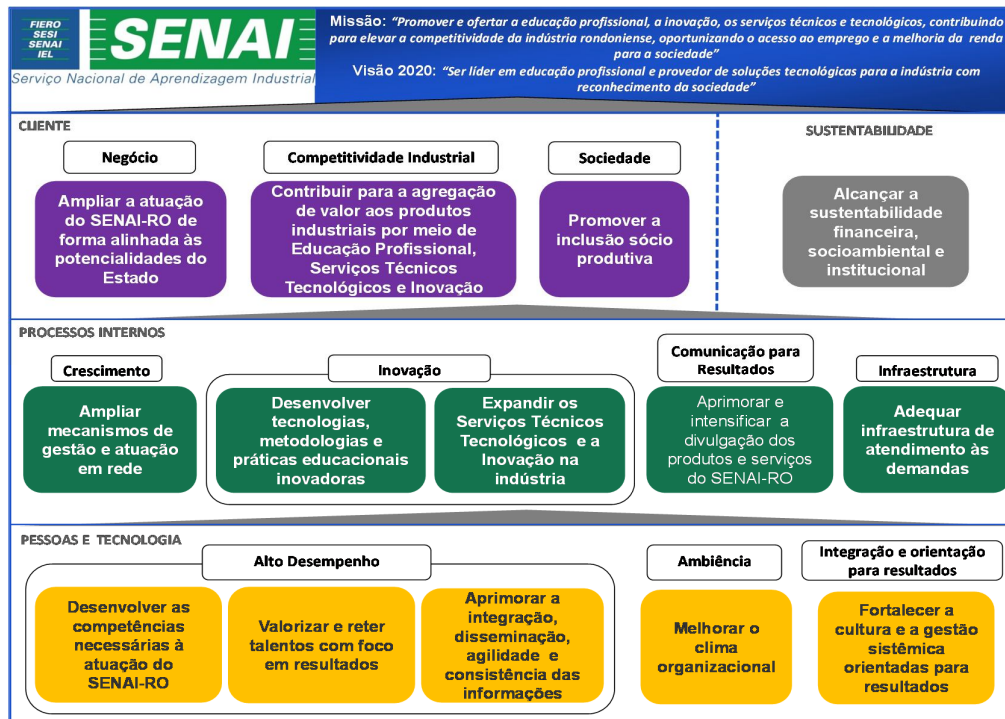 FIERO
SESI
SENAI
IEL
SENAI
Serviço Nacional de Aprendizagem Industrial
Missão: “Promover e ofertar a educação profissional, a inovação, os serviços técnicos e tecnológicos, contribuindo
para elevar a competitividade da indústria rondoniense, oportunizando o acesso ao emprego e a melhoria da renda
para a sociedade”
Visão 2020: “Ser líder em educação profissional e provedor de soluções tecnológicas para a indústria com
reconhecimento da sociedade”
CLIENTE
SUSTENTABILIDADE
Negócio
Ampliar a atuação
do SENAI-RO de
forma alinhada às
potencialidades do
Estado
Competitividade Industrial
Contribuir para a agregação
de valor aos produtos
industriais por meio de
Educação Profissional,
Serviços Técnicos
Tecnológicos e Inovação
Sociedade
Promover a
inclusão sócio
produtiva
Alcançar a
sustentabilidade
financeira,
socioambiental e
institucional
PROCESSOS INTERNOS
Crescimento
Ampliar
mecanismos de
gestão e atuação
em rede
Inovação
Desenvolver
tecnologias,
metodologias e
práticas educacionais
inovadoras
Expandir os
Serviços Técnicos
Tecnológicos e a
Inovação na
indústria
Comunicação para
Resultados
Aprimorar e
intensificar a
divulgação dos
produtos e serviços
do SENAI-RO
Infraestrutura
Adequar
infraestrutura de
atendimento às
demandas
PESSOAS E TECNOLOGIA
Alto Desempenho
Desenvolver as
competências
necessárias à
atuação do
SENAI-RO
Valorizar e reter
talentos com foco
em resultados
Aprimorar a
integração,
disseminação,
agilidade e
consistência das
informações
Ambiência
Melhorar o
clima
organizacional
Integração e orientação
para resultados
Fortalecer a
cultura e a gestão
sistêmica
orientadas para
resultados